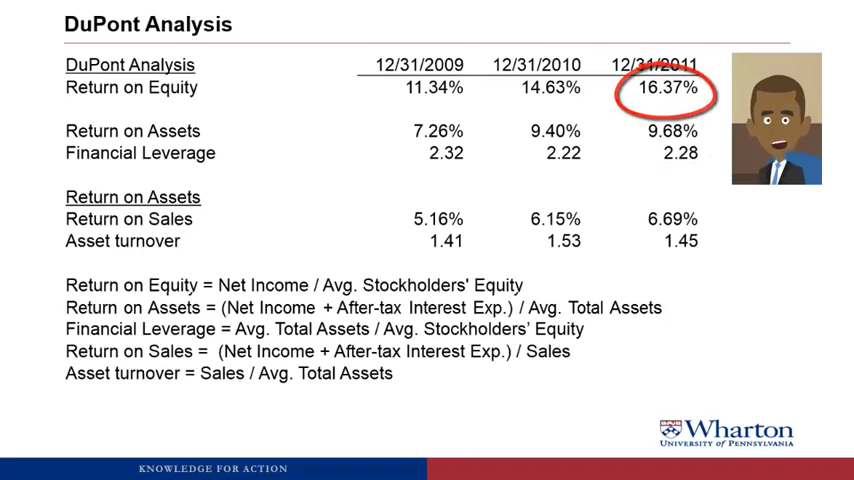 DuPont Analysis
DuPont Analysis 12/31/2009 12/31/2010 12/31/2011
Return on Equity 11.34% 14.63% 16.37%
Return on Assets 7.26% 9.40% 9.68%
Financial Leverage 2.32 2.22 2.28
Return on Assets
Return on Sales 5.16% 6.15% 6.69%
Asset turnover 1.41 1.53 1.45
Return on Equity = Net Income / Avg. Stockholders' Equity
Return on Assets = (Net Income + After-tax Interest Exp.) / Avg. Total Assets
Financial Leverage = Avg. Total Assets / Avg. Stockholders’ Equity
Return on Sales = (Net Income + After-tax Interest Exp.) / Sales
Asset turnover = Sales / Avg. Total Assets
Wharton
UNIVERSITY of PENNSYLVANIA
KNOWLEDGE FOR ACTION